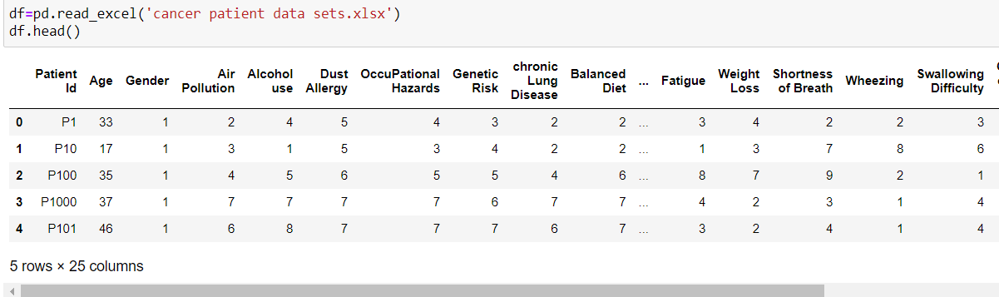 df=pd.read_excel('cancer patient data sets.xlsx')
df.head()
Patient Id Age Gender Air Pollution Alcohol use Dust Allergy OccuPational Hazards Genetic Risk chronic Lung Disease Balanced Diet ... Fatigue Weight Loss Shortness of Breath Wheezing Swallowing Difficulty
0 P1 33 1 2 4 5 4 3 2 2 ... 3 4 2 2 3
1 P10 17 1 3 1 5 3 4 2 2 ... 1 3 7 8 6
2 P100 35 1 4 5 6 5 5 4 6 ... 8 7 9 2 1
3 P1000 37 1 7 7 7 7 6 7 7 ... 4 2 3 1 4
4 P101 46 1 6 8 7 7 7 6 7 ... 3 2 4 1 4
5 rows × 25 columns